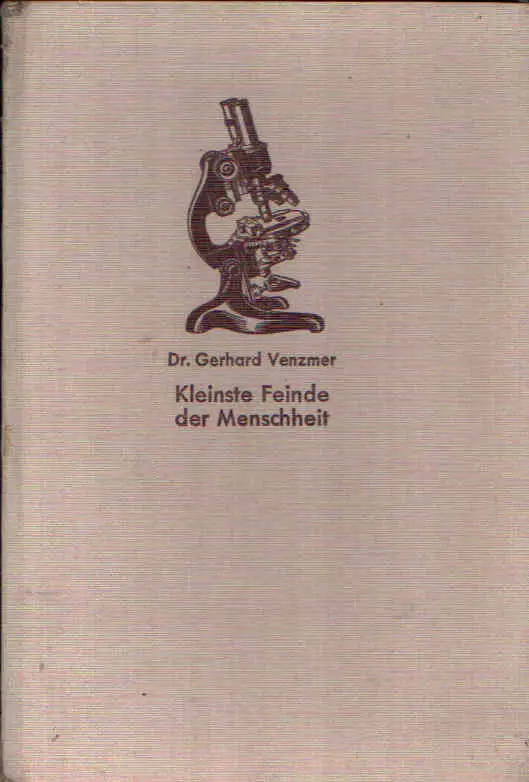 Dr. Gerhard Venzmer
Kleinste Feinde
der Menschheit